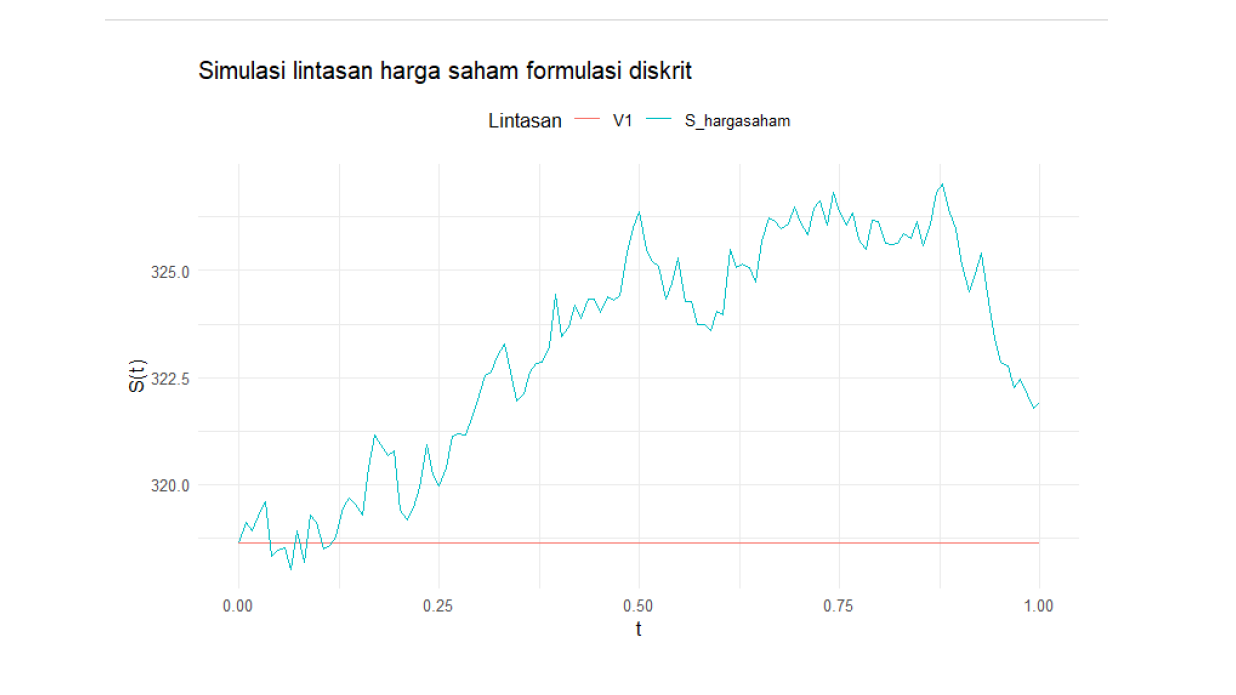 Simulasi lintasan harga saham formulasi diskrit
Lintasan V1 S_hargasaham
325.0
322.5
320.0
S(t)
0.00 0.25 0.50 0.75 1.00
t